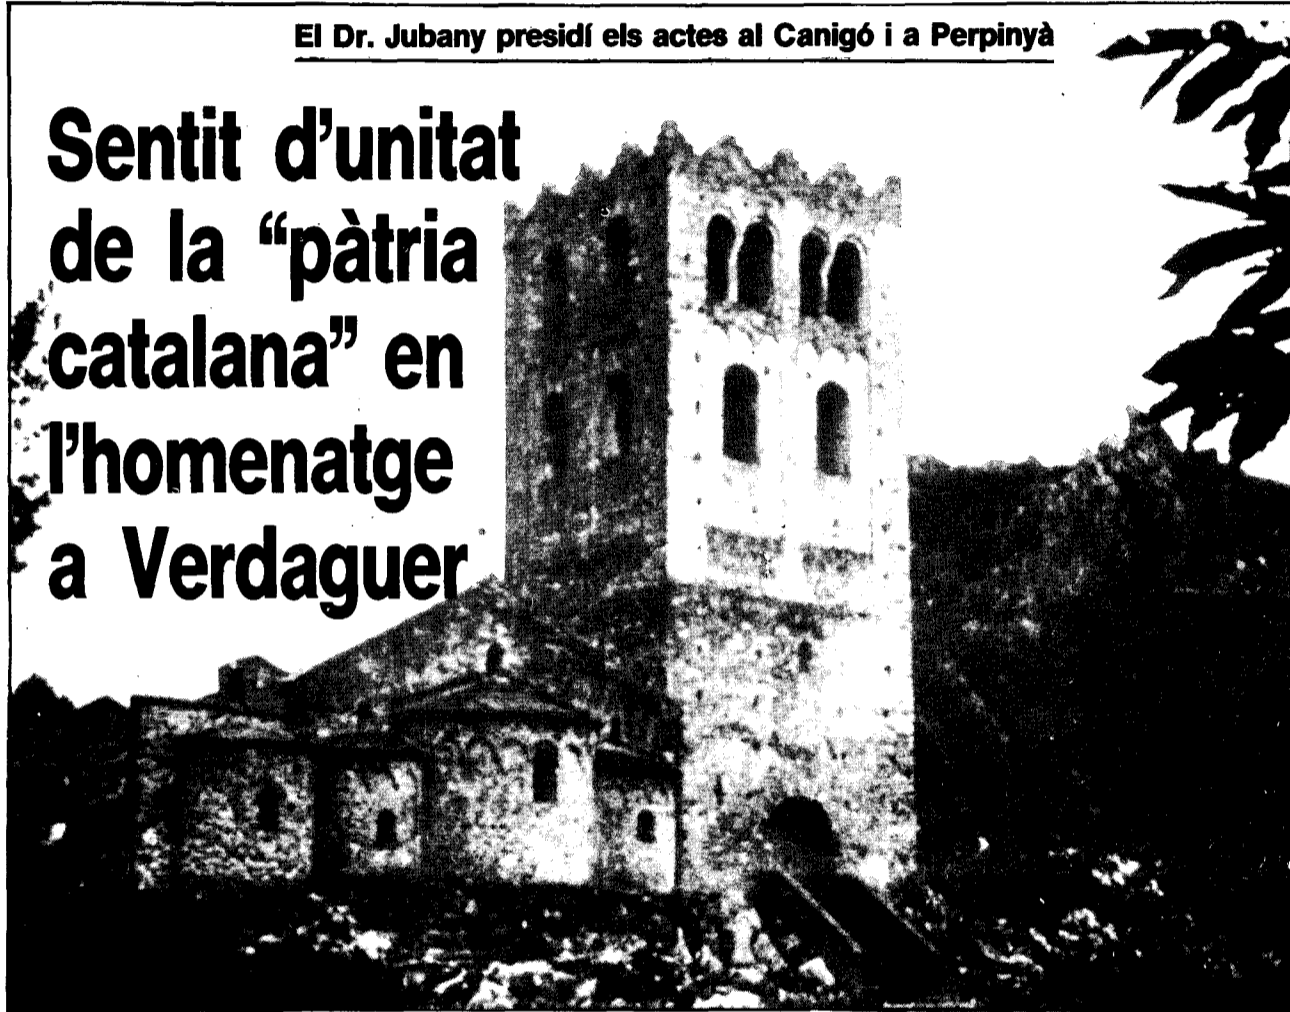 El Dr. Jubany presidí els actes al Canigó i a Perpinyà
Sentit d'unitat
de la “pàtria
catalana” en
l'homenatge
a Verdaguer